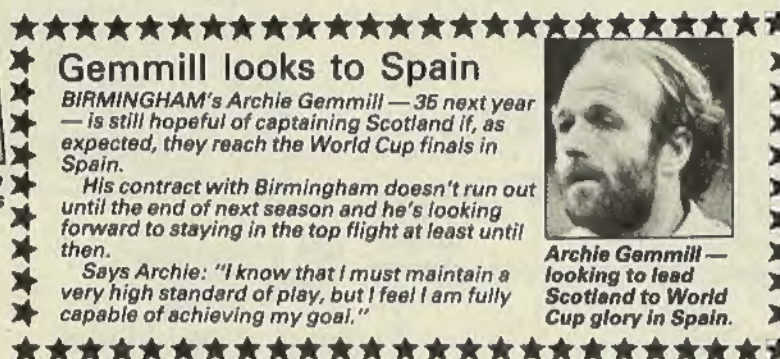 Gemmill looks to Spain
BIRMINGHAM's Archie Gemmill — 35 next year
— is still hopeful of captaining Scotland if, as
expected, they reach the World Cup finals in
Spain.
His contract with Birmingham doesn't run out
until the end of next season and he's looking
forward to staying in the top flight at least until
then.
Says Archie: "I know that I must maintain a
very high standard of play, but I feel I am fully
capable of achieving my goal."
Archie Gemmill —
looking to lead
Scotland to World
Cup glory in Spain.